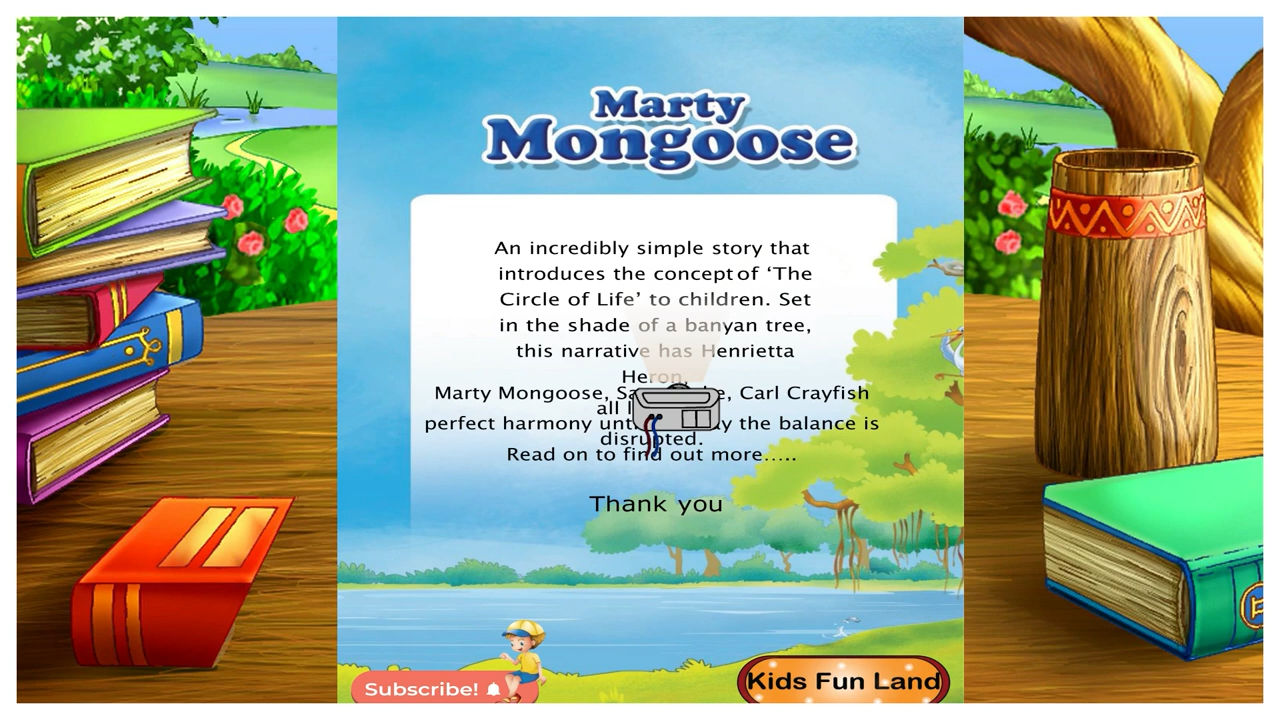 Marty
Mongoose
An incredibly simple story that
introduces the concept of ‘The
Circle of Life’ to children. Set
in the shade of a banyan tree,
this narrative has Henrietta
Heron,
Marty Mongoose, Carl Crayfish
all
perfect harmony the balance is
disrupted.
Read on to find out more.....
Thank you
Subscribe!
Kids Fun Land